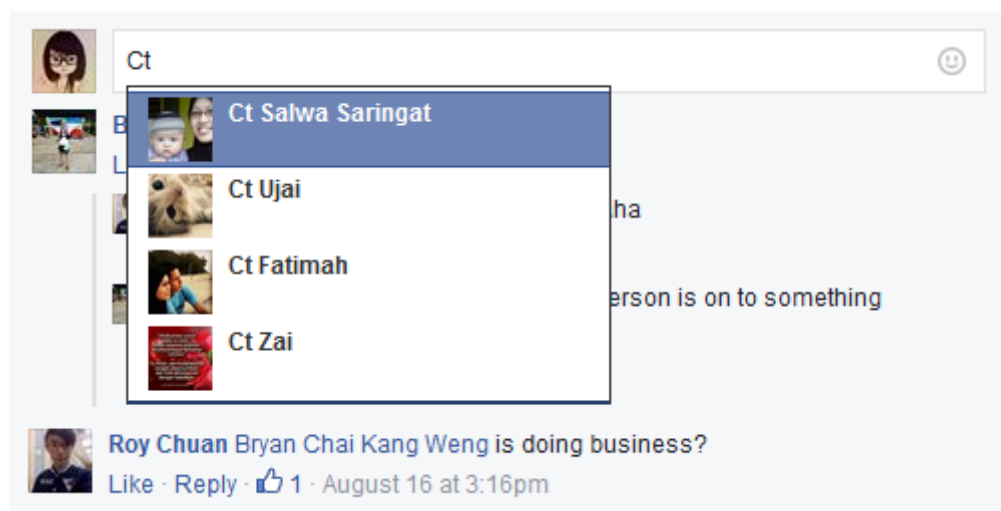 Ct
Ct Salwa Saringat
B
L
Ct Ujai
ha
Ct Fatimah
erson is on to something
Ct Zai
Roy Chuan Bryan Chai Kang Weng is doing business?
Like · Reply · 1 · August 16 at 3:16pm